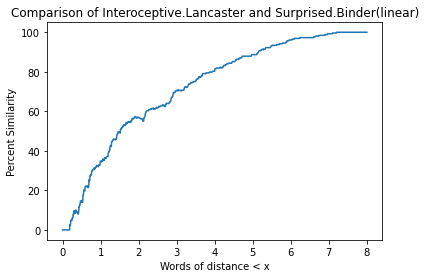 Comparison of Interoceptive.Lancaster and Surprised.Binder(linear)
100
80
60
40
20
0
Percent Similarity
0 1 2 3 4 5 6 7 8
Words of distance < x